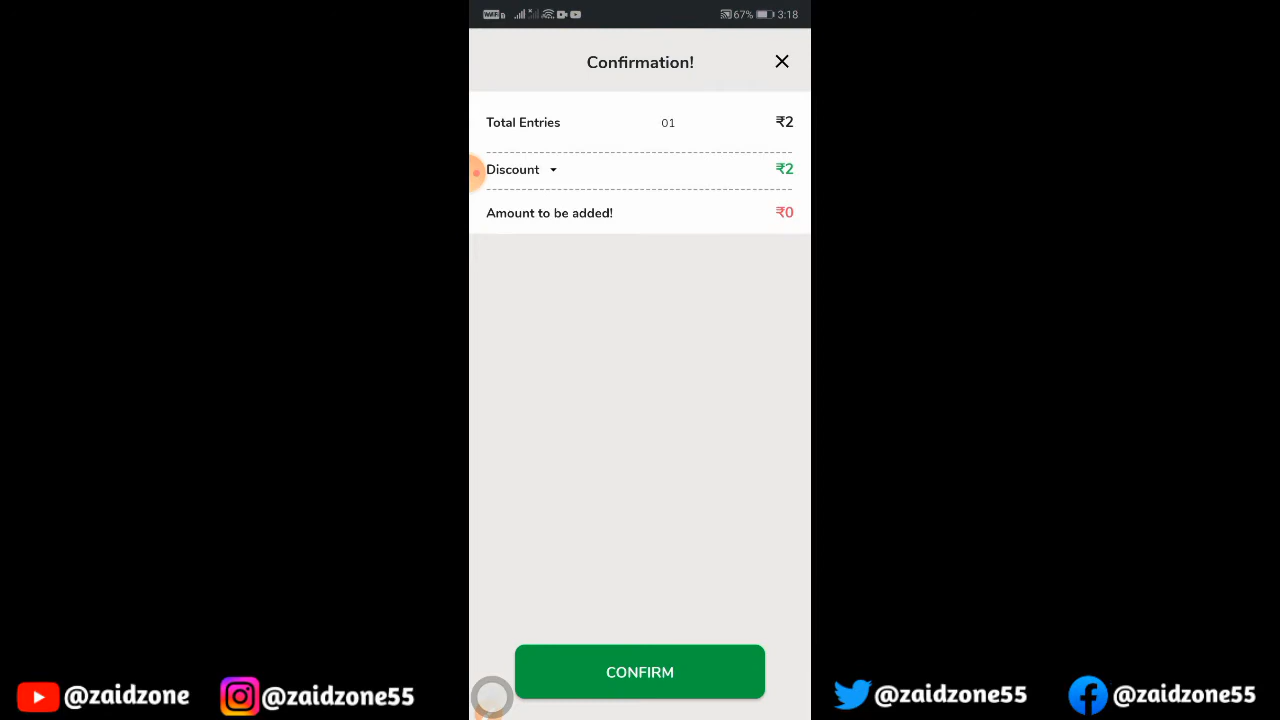 67% 3:18
Confirmation!
Total Entries 01 ₹2
Discount ₹2
Amount to be added! ₹0
CONFIRM
@zaidzone @zaidzone55 @zaidzone55 @zaidzone55